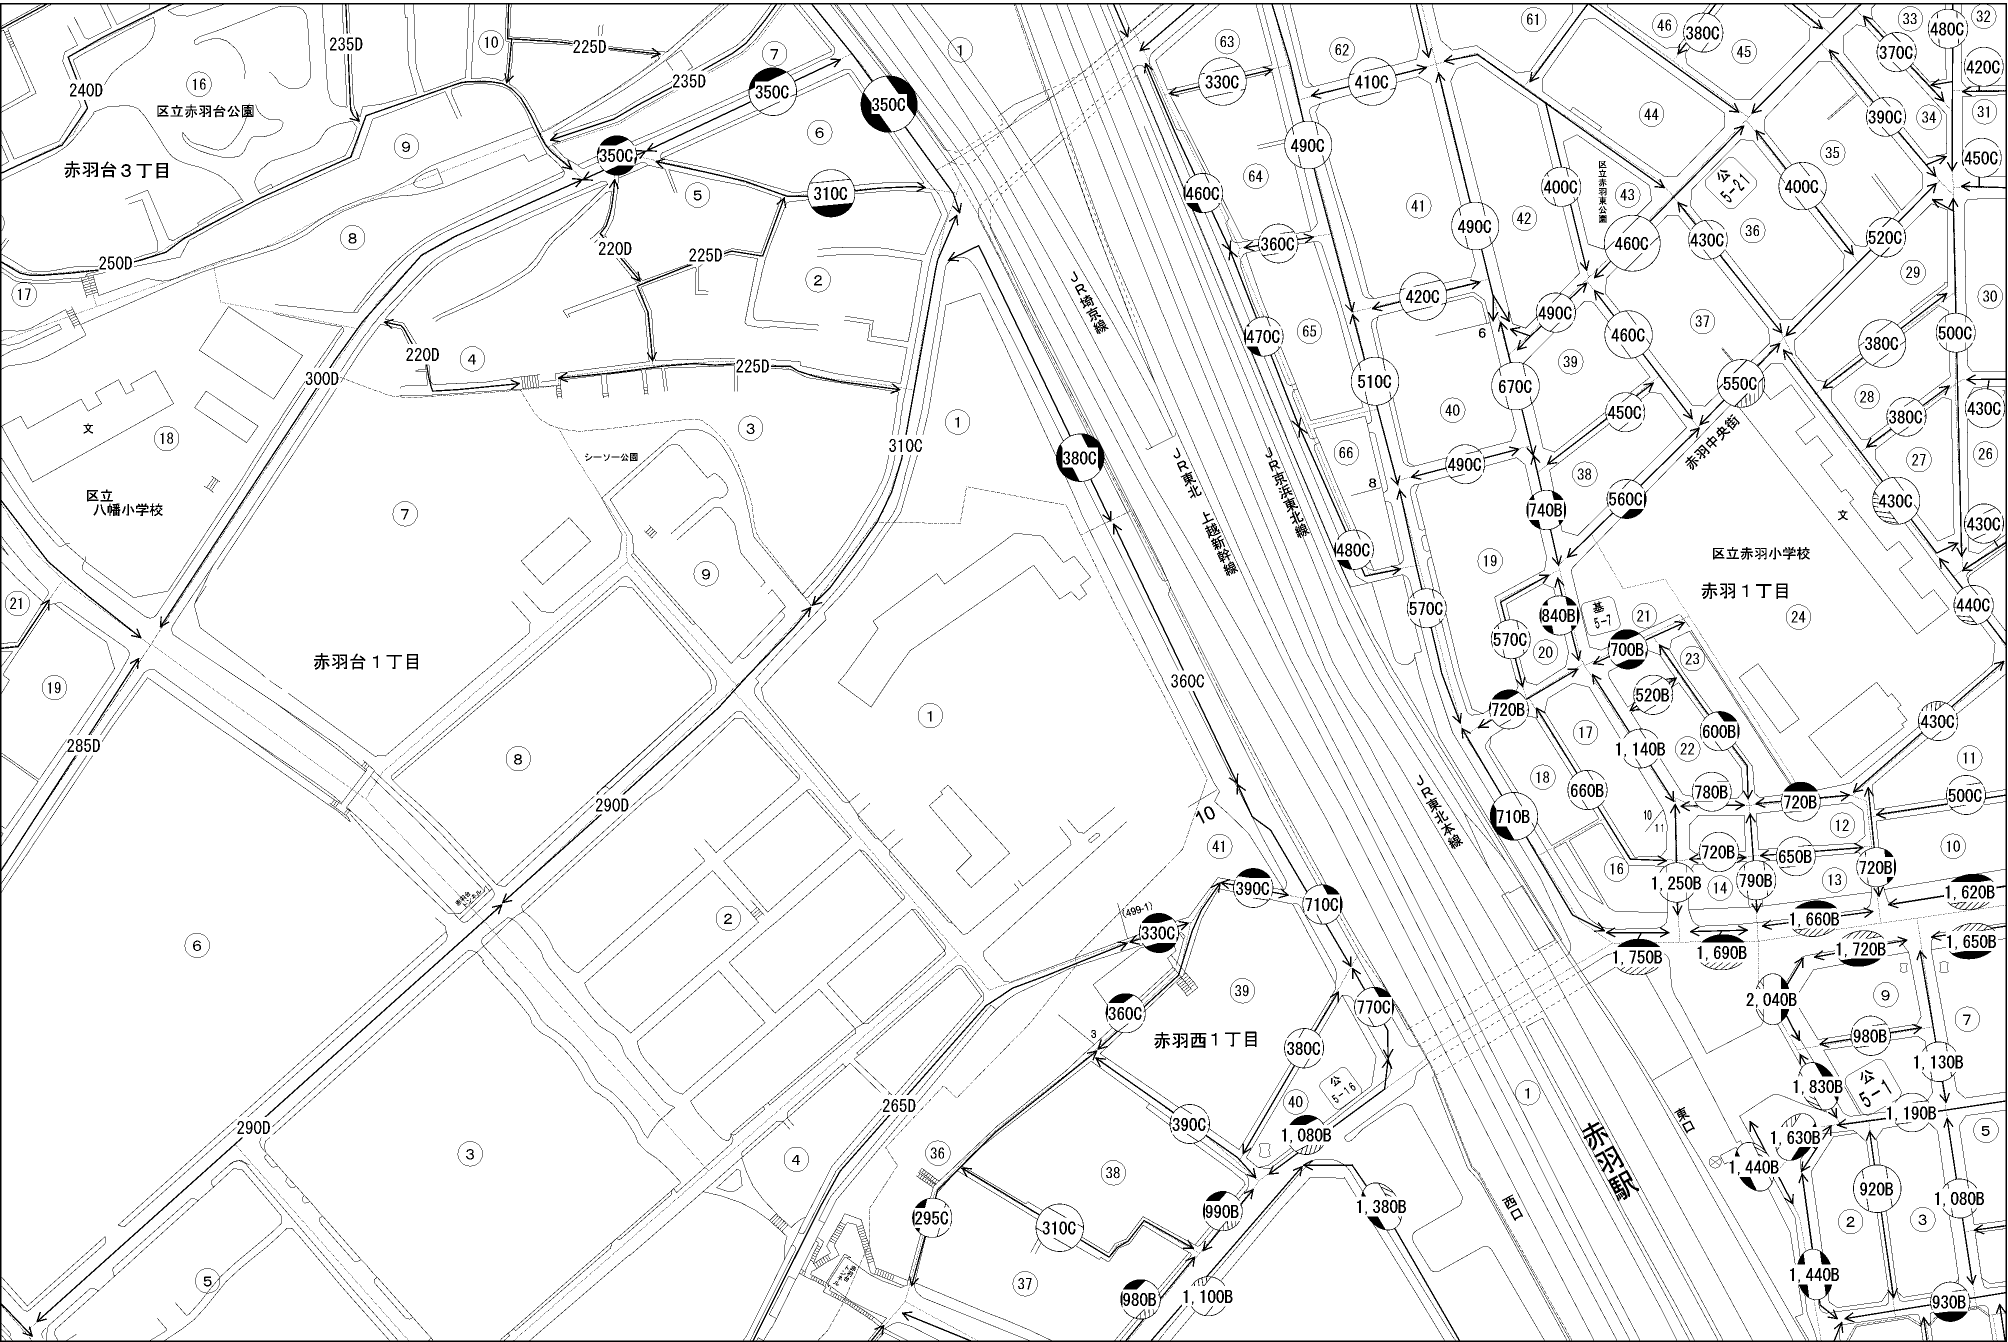 ⑩
225D
235D
⑯
240D
区立赤羽台公園
赤羽台3丁目
⑨
235D
⑦
350C
350C
①
350C
⑥
310C
⑤
220D
225D
②
⑧
250D
⑰
220D
④
225D
300D
文
⑱
区立
八幡小学校
③
310C
①
シーソー公園
⑦
⑨
380C
赤羽台1丁目
㉑
⑲
285D
⑧
290D
①
360C
10
㊶
390C
710C
(499-1)
330C
②
⑥
㊴
360C
3
赤羽西1丁目
770C
380C
公
5-16
㊵
390C
1,080B
265D
290D
③
④
㊱
㊳
295C
310C
990B
1,380B
⑤
㊲
980B
1,100B
JR埼京線
JR東北 上越新幹線
JR京浜東北線
JR東北本線
63
62
61
46
380C
45
33
480C
32
330C
410C
370C
420C
490C
44
390C
34
31
350C
64
460C
400C
区立赤羽東公園
43
公
5-21
35
400C
450C
41
42
490C
460C
430C
36
520C
29
360C
420C
490C
460C
37
30
65
470C
6
39
380C
500C
510C
670C
550C
28
40
450C
380C
430C
66
490C
38
赤羽中央街
27
26
8
740B
560C
430C
文
430C
480C
19
区立赤羽小学校
赤羽1丁目
570C
840B
基
5-7
21
24
440C
570C
20
700B
23
720B
520B
600B
430C
17
1,140B
22
11
18
660B
780B
720B
500C
710B
10
11
12
720B
650B
10
16
1,250B
14
790B
13
720B
1,620B
1,660B
1,750B
1,690B
1,720B
1,650B
2,040B
9
7
980B
1,130B
1,830B
公
5-1
1,190B
5
1
赤羽駅
東口
西口
1,630B
1,440B
920B
2
3
1,080B
1,440B
930B